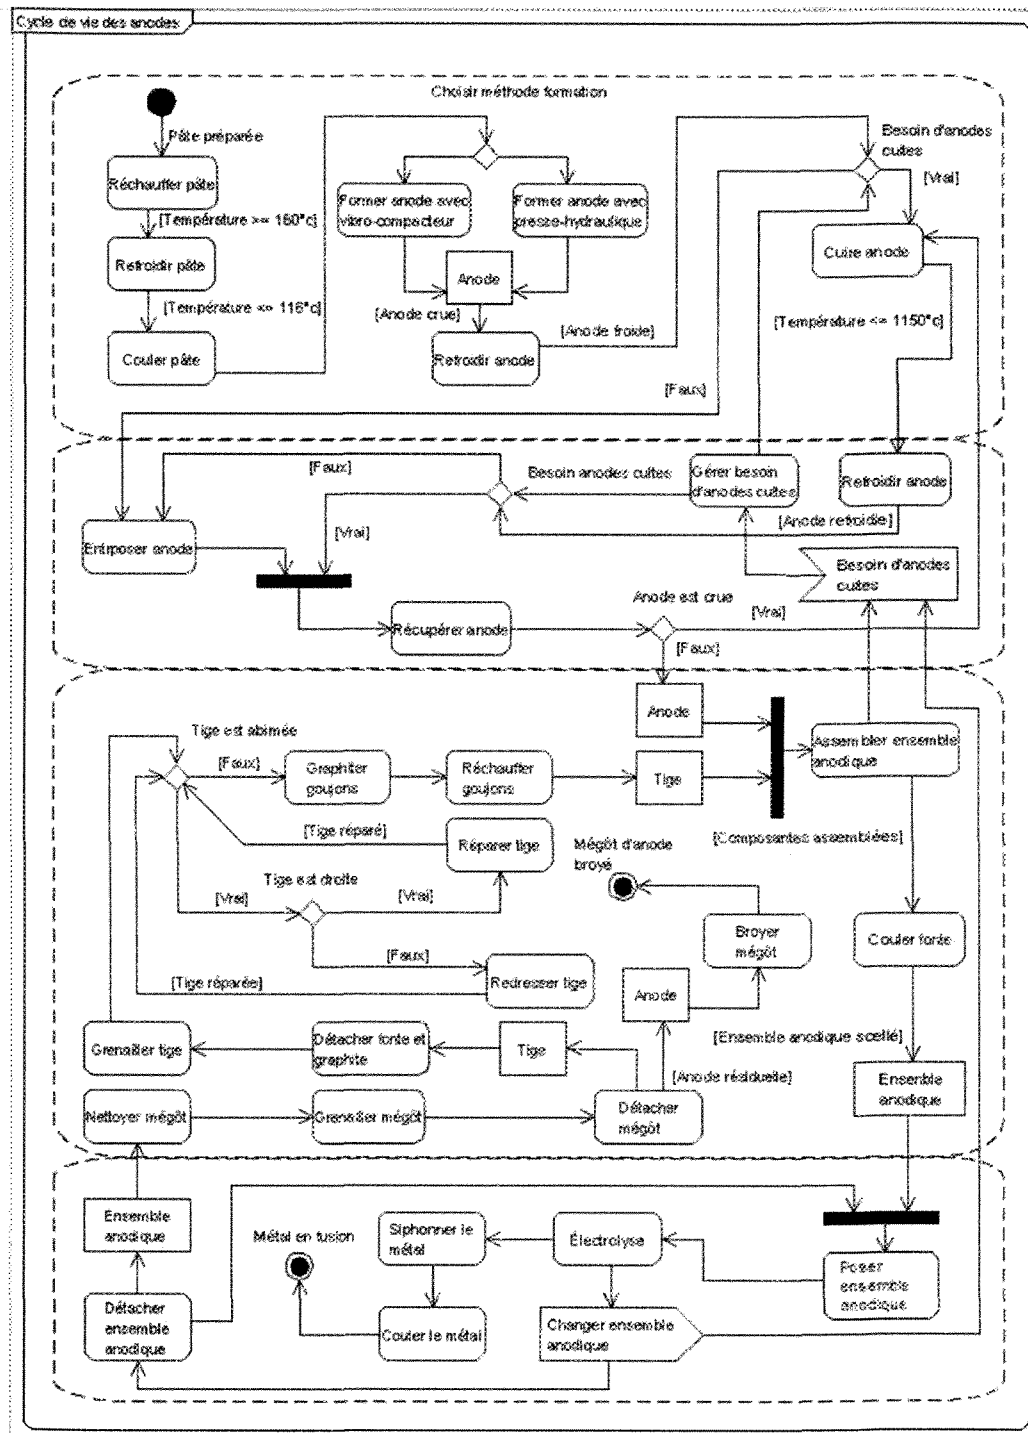 Cycle de vie des anodes
Choisir méthode formation
Pâte préparée
Besoin d'anodes
cuites
Réchauffer pâte
[Vrai]
Former anode avec
vibro-compacteur
Former anode avec
presse-hydraulique
[Température >= 160°c]
Refroidir pâte
Cuire anode
Anode
[Température <= 116°c]
[Anode crue]
[Anode froide]
[Température <= 1150°c]
Couler pâte
Refroidir anode
[Faux]
[Faux]
Besoin anodes cuites
Gérer besoin
d'anodes cuites
Refroidir anode
[Anode refroidie]
[Vrai]
Entrposer anode
Besoin d'anodes
cuites
Anode est crue
[Vrai]
Récupérer anode
[Faux]
Anode
Tige est abimée
[Faux]
Graphiter
goujons
Réchauffer
goujons
Tige
Assembler ensemble
anodique
[Tige réparé]
Réparer tige
Mégôt d'anode
broyé
[Composantes assemblées]
Tige est droite
[Vrai]
[Vrai]
Broyer
mégôt
Couler fonte
[Faux]
[Tige réparée]
Redresser tige
Anode
Grenailler tige
Détacher fonte et
graphite
Tige
[Ensemble anodique scellé]
[Anode résiduelle]
Ensenble
anodique
Nettoyer mégôt
Grenailler mégôt
Détacher
mégôt
Ensemble
anodique
Métal en fusion
Siphonner le
métal
Électrolyse
Poser
ensemble
anodique
Détacher
ensemble
anodique
Couler le métal
Changer ensemble
anodique